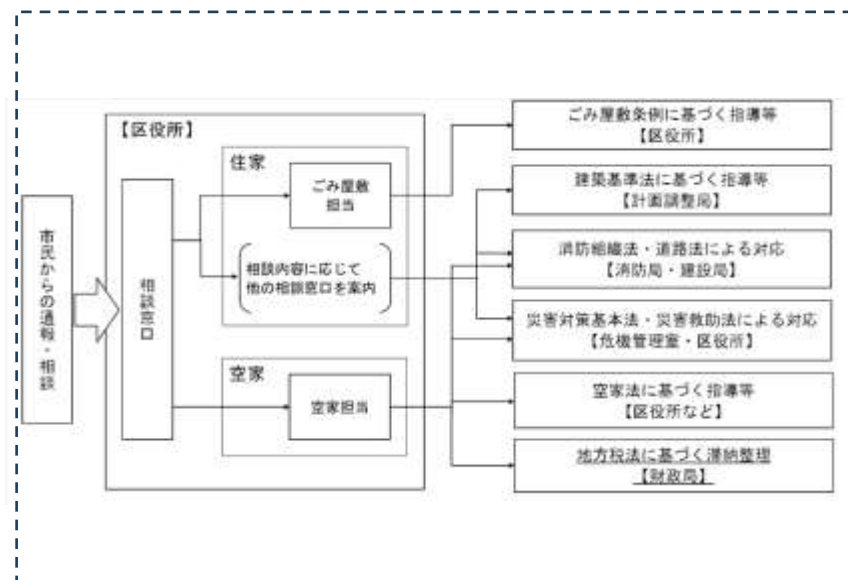 市民からの通報・相談
【区役所】
相談窓口
住家
ごみ屋敷
担当
相談内容に応じて
他の相談窓口を案内
空家
空家担当
ごみ屋敷条例に基づく指導等
【区役所】
建築基準法に基づく指導等
【計画調整局】
消防組織法・道路法による対応
【消防局・建設局】
災害対策基本法・災害救助法による対応
【危機管理室・区役所】
空家法に基づく指導等
【区役所など】
地方税法に基づく滞納整理
【財政局】